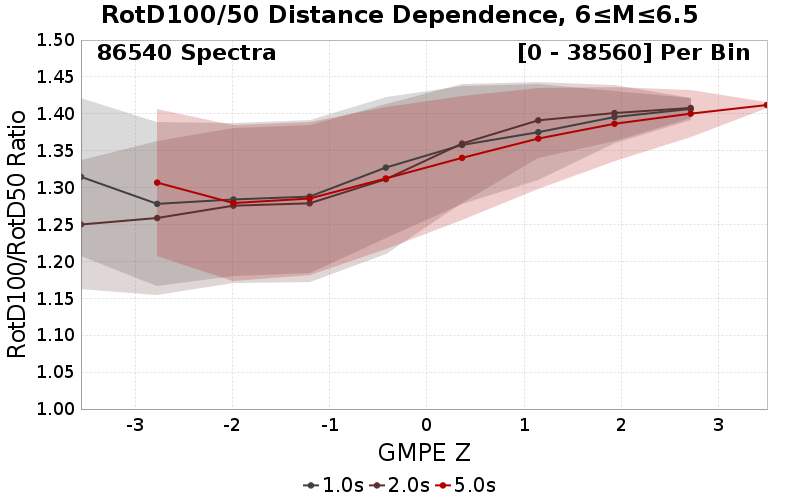 RotD100/50 Distance Dependence, 6≤M≤6.5
86540 Spectra
[0 - 38560] Per Bin
RotD100/RotD50 Ratio
1.50
1.45
1.40
1.35
1.30
1.25
1.20
1.15
1.10
1.05
1.00
-3
-2
-1
0
1
2
3
GMPE Z
1.0s
2.0s
5.0s